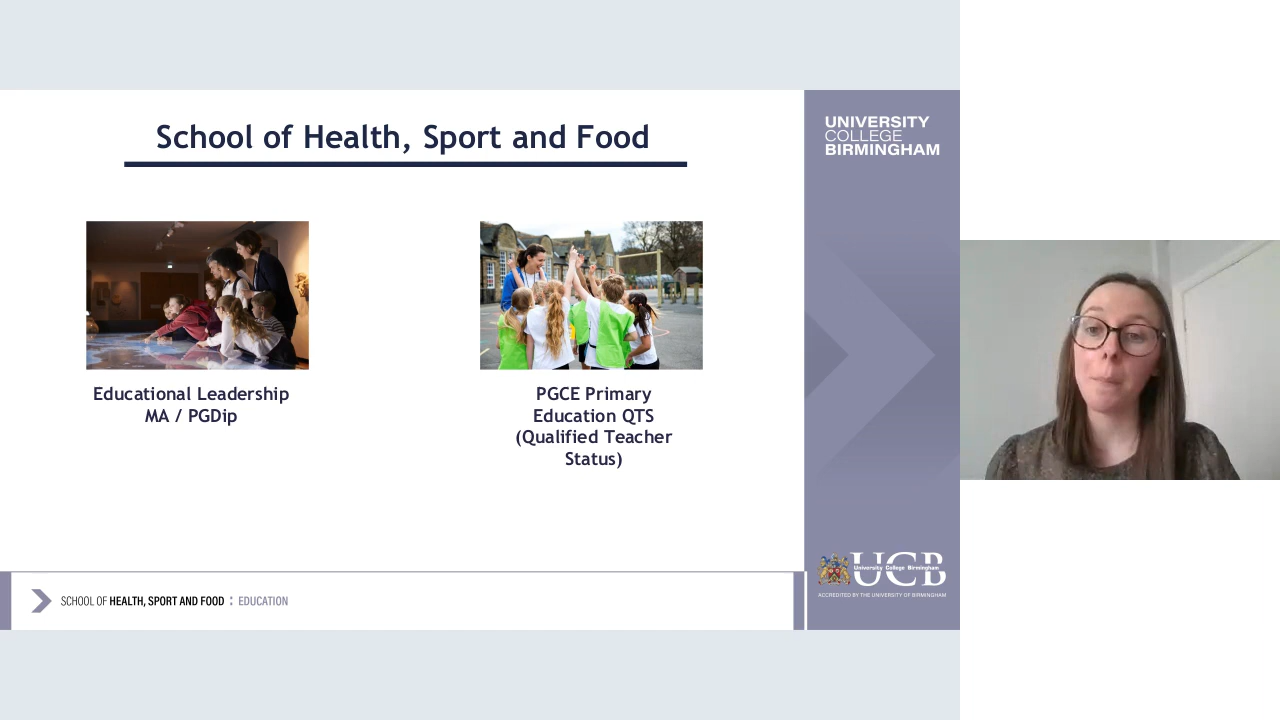 School of Health, Sport and Food
UNIVERSITY
COLLEGE
BIRMINGHAM
Educational Leadership
MA / PGDip
PGCE Primary
Education QTS
(Qualified Teacher
Status)
UCB
University College Birmingham
ACCREDITED BY THE UNIVERSITY OF BIRMINGHAM
SCHOOL OF HEALTH, SPORT AND FOOD : EDUCATION